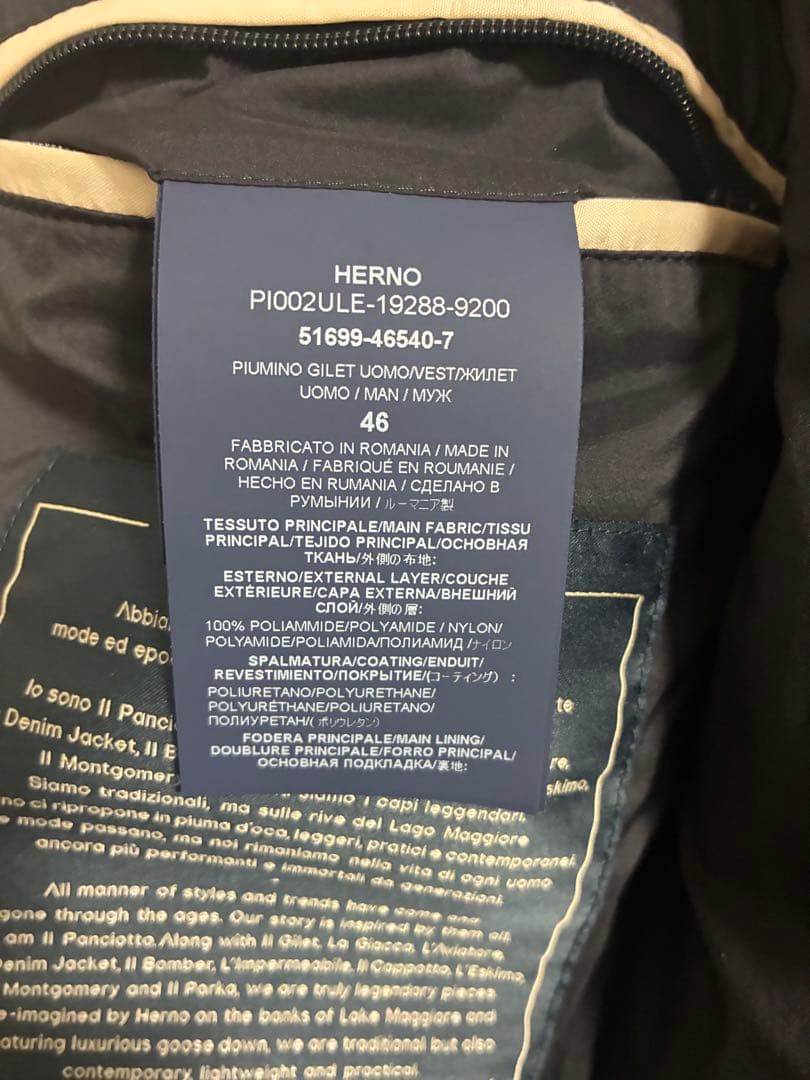 HERNO
PI002ULE-19288-9200
51699-46540-7
PIUMINO GILET UOMO/VEST/ЖИЛЕТ
UOMO / MAN / МУЖ
46
FABBRICATO IN ROMANIA / MADE IN
ROMANIA / FABRIQUÉ EN ROUMANIE /
HECHO EN RUMANIA / СДЕЛАНО В
РУМЫНИИ / ルーマニア製
TESSUTO PRINCIPALE/MAIN FABRIC/TISSU
PRINCIPAL/TEJIDO PRINCIPAL/ОСНОВНАЯ
ТКАНЬ/外側の布地:
ESTERNO/EXTERNAL LAYER/COUCHE
EXTÉRIEURE/CAPA EXTERNA/ВНЕШНИЙ
СЛОЙ/外側の層:
100% POLIAMMIDE/POLYAMIDE / NYLON/
POLYAMIDE/POLIAMIDA/ПОЛИАМИД /ナイロン
SPALMATURA/COATING/ENDUIT/
REVESTIMIENTO/ПОКРЫТИЕ/(コーティング) :
POLIURETANO/POLYURETHANE/
POLYURÉTHANE/POLIURETANO/
ПОЛИУРЕТАН/( ポリウレタン)
FODERA PRINCIPALE/MAIN LINING/
DOUBLURE PRINCIPALE/FORRO PRINCIPAL/
ОСНОВНАЯ ПОДКЛАДКА/裏地:
mode ed
Io sono Il
Denim Jacket, Il
Il Montgomery
Eskimo,
i capi leggendari.
Siamo tradizionali, ma sulle rive del Lago Maggiore
ci ripropone in piuma d'oca, leggeri, pratici e contemporanei.
mode passano, ma noi rimaniamo nella vita di ogni uomo
ancora più performanti e immortali da generazioni.
All manner of styles and trends have come and
gone through the ages. Our story is inspired by them all,
am Il Panciotto. Along with Il Gilet, La Giacca, L'Aviatore,
Denim Jacket, Il Bomber, L'Impermeabile, Il Cappotto, L'Eskimo,
Montgomery and Il Parka, we are truly legendary pieces
-imagined by Herno on the banks of Lake Maggiore and
aturing luxurious goose down, we are traditional but also
contemporary, lightweight and practical.